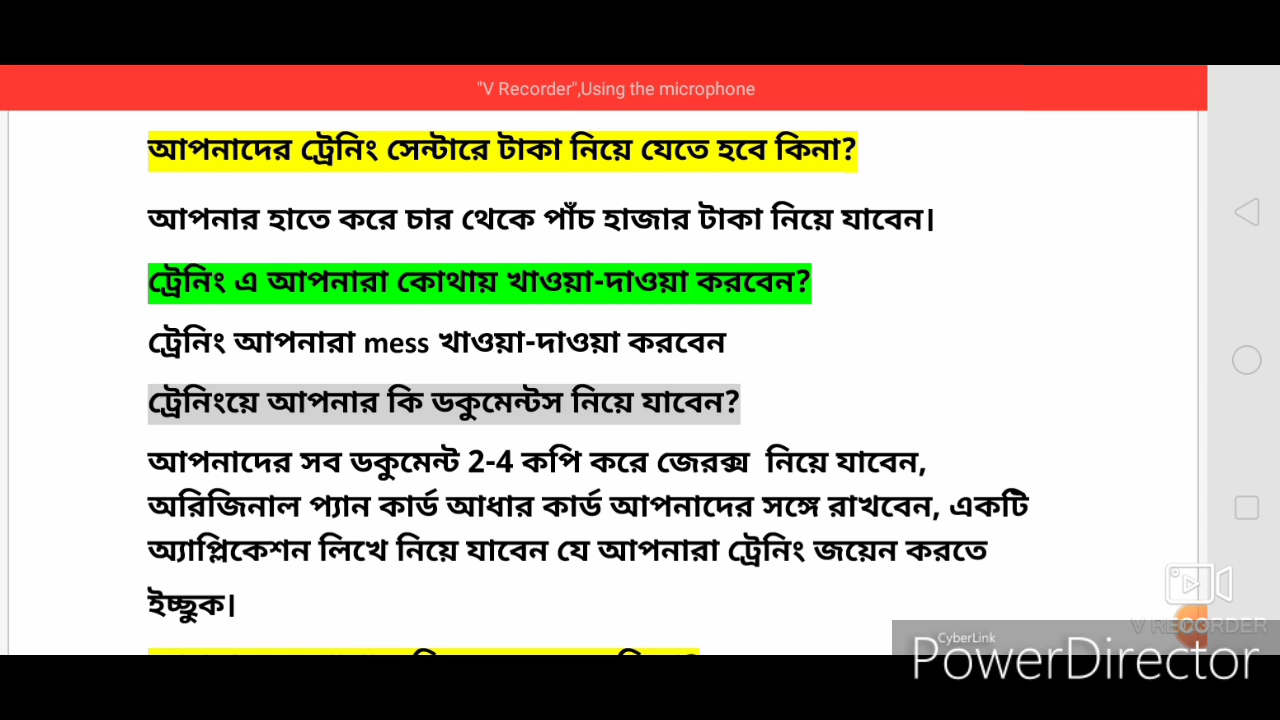 "V Recorder",Using the microphone
আপনাদের ট্রেনিং সেন্টারে টাকা নিয়ে যেতে হবে কিনা?
আপনার হাতে করে চার থেকে পাঁচ হাজার টাকা নিয়ে যাবেন।
ট্রেনিং এ আপনারা কোথায় খাওয়া-দাওয়া করবেন?
ট্রেনিং আপনারা mess খাওয়া-দাওয়া করবেন
ট্রেনিংয়ে আপনার কি ডকুমেন্টস নিয়ে যাবেন?
আপনাদের সব ডকুমেন্ট 2-4 কপি করে জেরক্স নিয়ে যাবেন,
অরিজিনাল প্যান কার্ড আধার কার্ড আপনাদের সঙ্গে রাখবেন, একটি
অ্যাপ্লিকেশন লিখে নিয়ে যাবেন যে আপনারা ট্রেনিং জয়েন করতে
ইচ্ছুক।
V RECORDER
CyberLink
PowerDirector